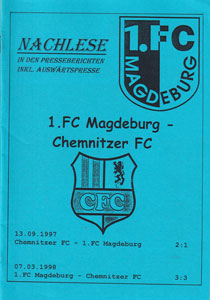 NACHLESE
IN DEN PRESSEBERICHTEN
INKL. AUSWÄRTSPRESSE
1.FC
MAGDEBURG
1.FC Magdeburg -
Chemnitzer FC
CFC
13.09.1997
Chemnitzer FC - 1.FC Magdeburg 2:1
07.03.1998
1.FC Magdeburg - Chemnitzer FC 3:3